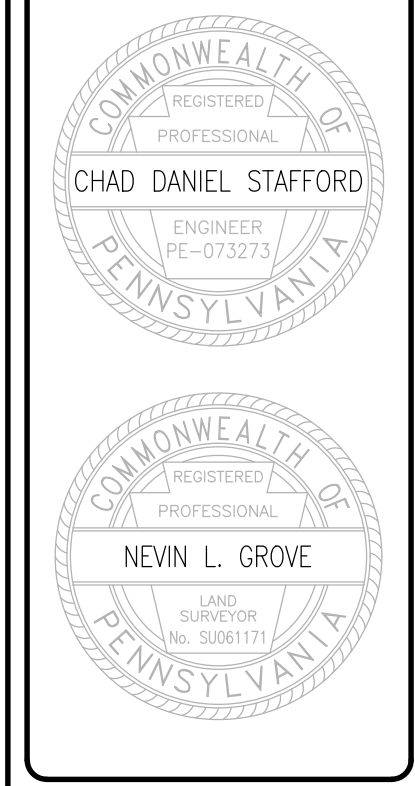 COMMONWEALTH OF
REGISTERED
PROFESSIONAL
CHAD DANIEL STAFFORD
ENGINEER
PE-073273
PENNSYLVANIA
COMMONWEALTH OF
REGISTERED
PROFESSIONAL
NEVIN L. GROVE
LAND
SURVEYOR
No. SU061171
PENNSYLVANIA